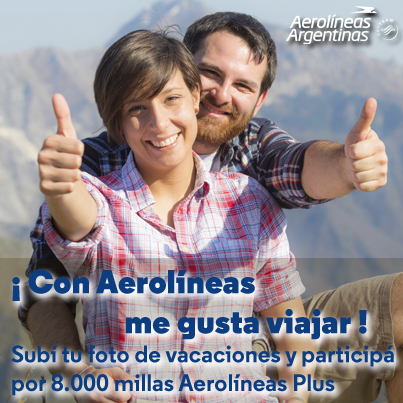 Aerolíneas
Argentinas
¡ Con Aerolíneas
me gusta viajar !
Subí tu foto de vacaciones y participá
por 8.000 millas Aerolíneas Plus